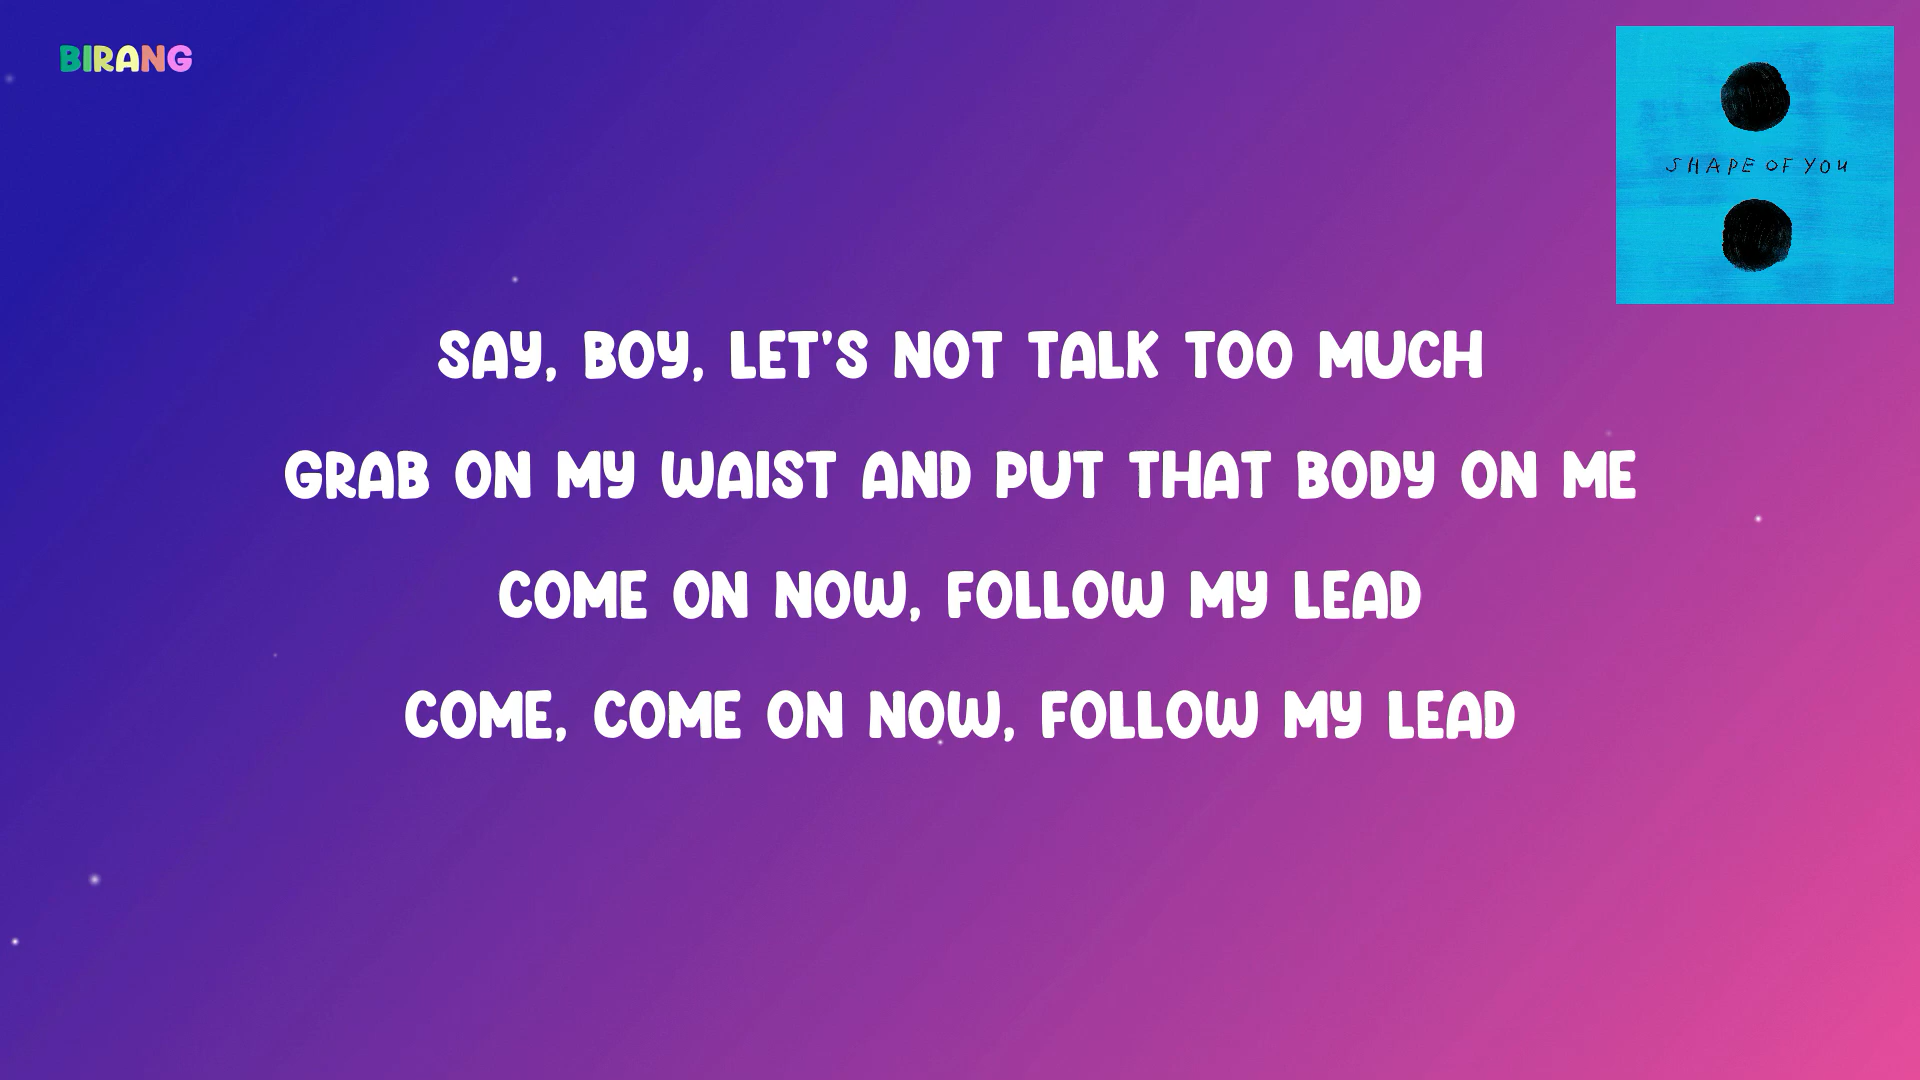 BIRANG
SHAPE OF YOU
SAY, BOY, LET'S NOT TALK TOO MUCH
GRAB ON MY WAIST AND PUT THAT BODY ON ME
COME ON NOW, FOLLOW MY LEAD
COME, COME ON NOW, FOLLOW MY LEAD